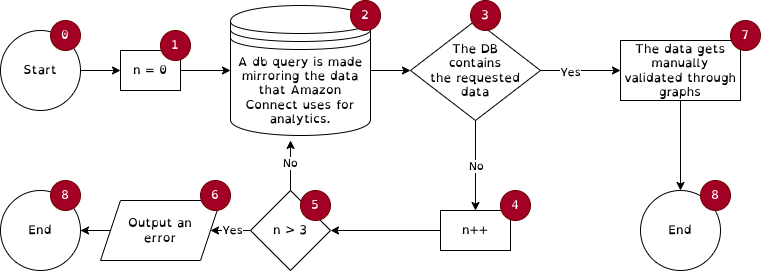 0
Start
1
n = 0
2
A db query is made
mirroring the data
that Amazon
Connect uses for
analytics.
3
The DB
contains
the requested
data
Yes
7
The data gets
manually
validated through
graphs
No
No
8
End
6
Output an
error
Yes
5
n > 3
4
n++
8
End